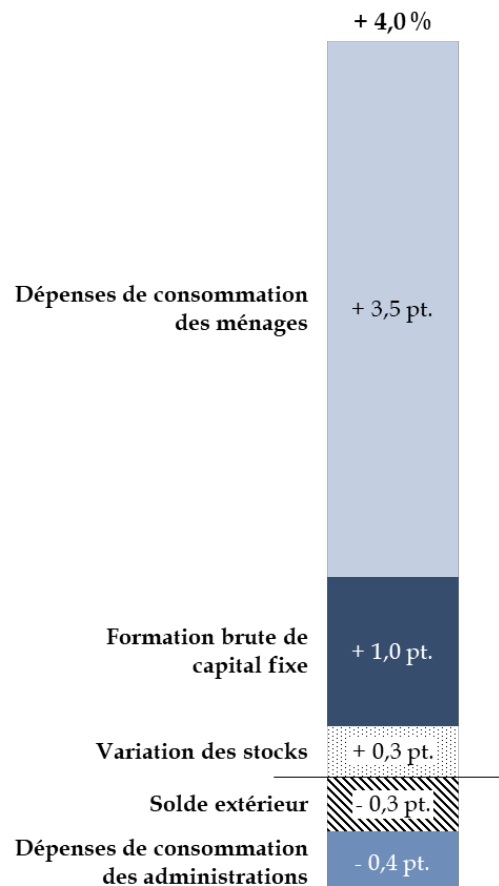 + 4,0 %
Dépenses de consommation
des ménages
+ 3,5 pt.
Formation brute de
capital fixe
+ 1,0 pt.
Variation des stocks
+ 0,3 pt.
Solde extérieur
- 0,3 pt.
Dépenses de consommation
des administrations
- 0,4 pt.